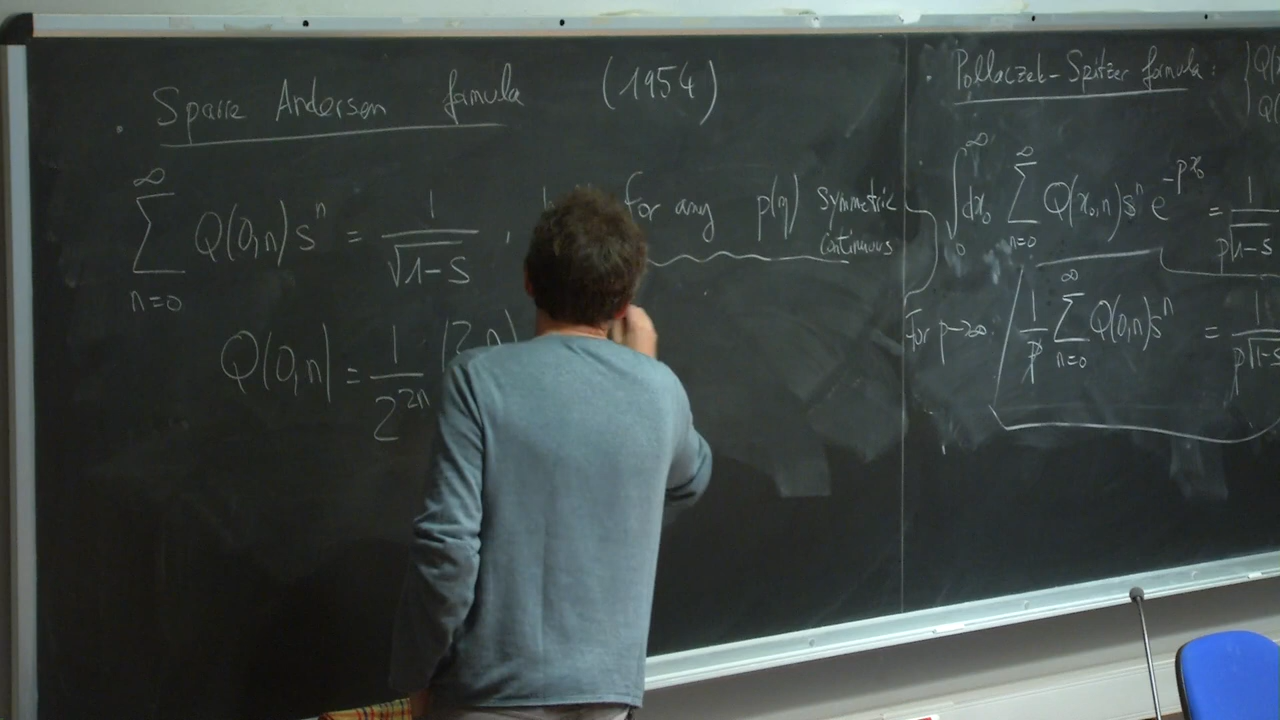 . Sparre Andersen formula (1954)
∞
∑ Q(0,n) s^n = 1/√(1-s) , for any p(η) symmetric
n=0 continuous
Q(0,n) = 1/2^{2n} (2n
. Pollaczek-Spitzer formula :
∫_0^∞ dx_0 ∑_{n=0}^∞ Q(x_0,n) s^n e^{-px_0} = 1/p√(1-s
For p→∞ : 1/p ∑_{n=0}^∞ Q(0,n) s^n = 1/p√(1-s